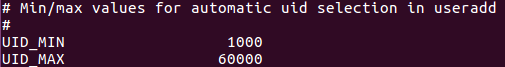 # Min/max values for automatic uid selection in useradd
#
UID_MIN                  1000
UID_MAX                 60000